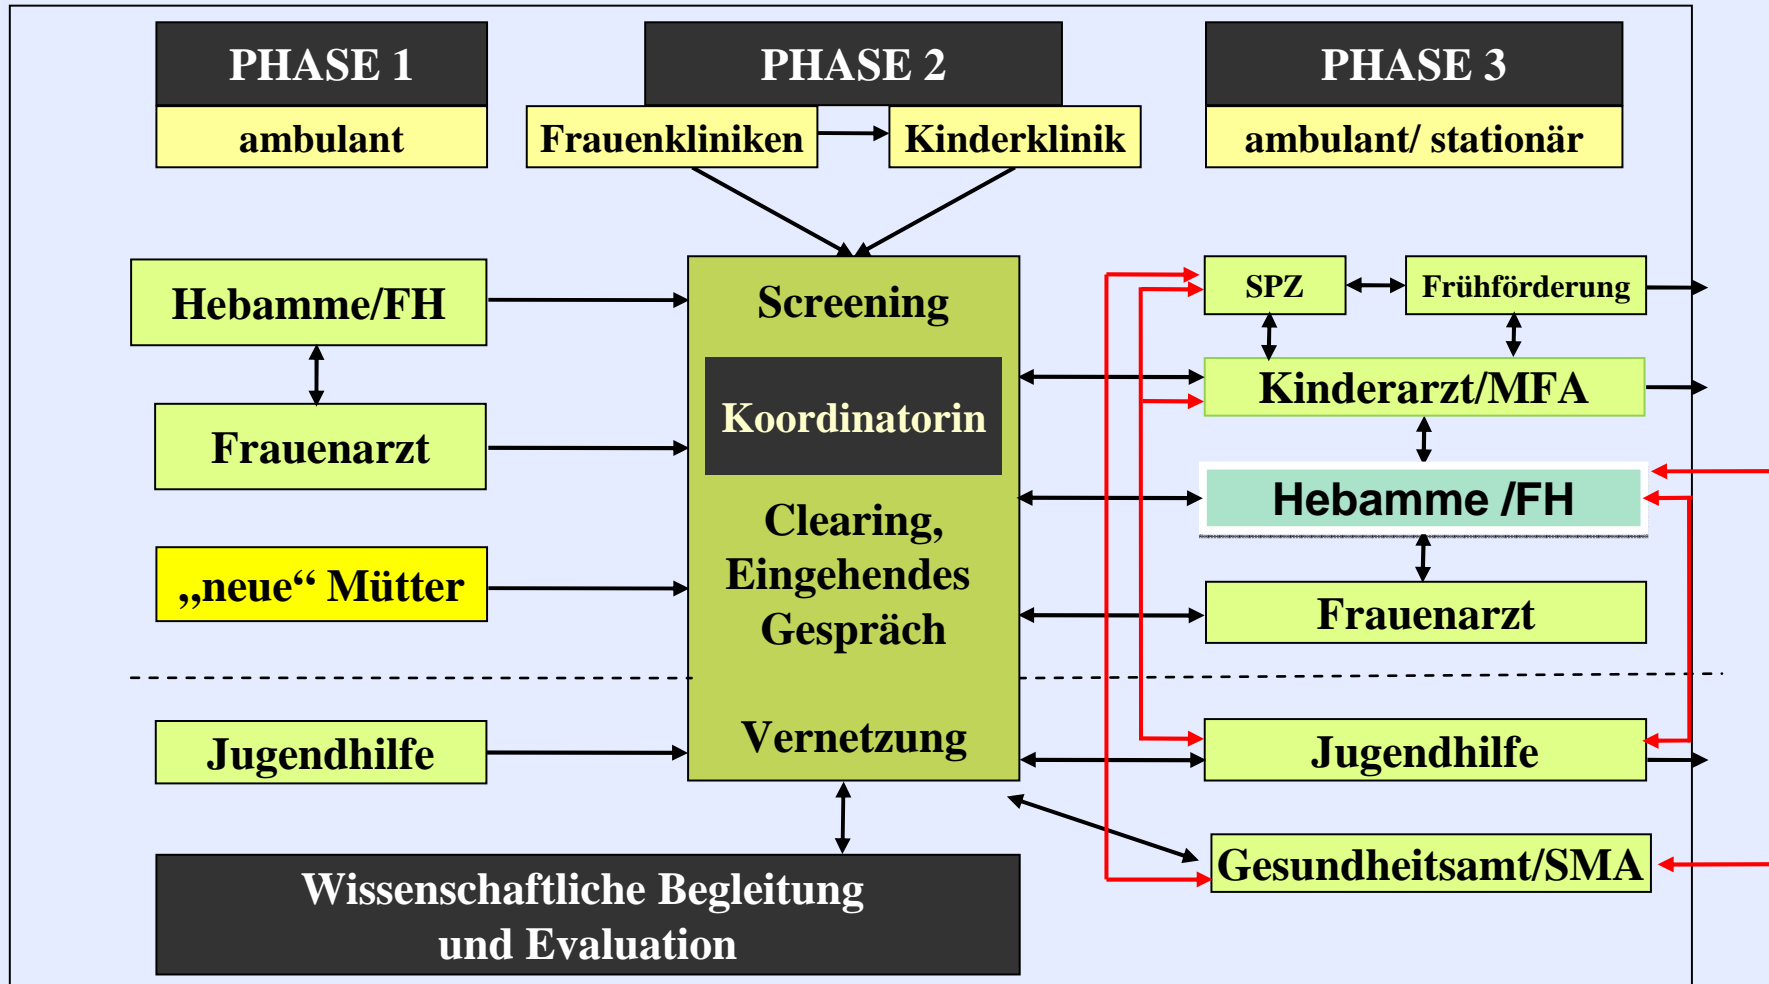 PHASE 1
ambulant
PHASE 2
Frauenkliniken
Kinderklinik
PHASE 3
ambulant/ stationär
Hebamme/FH
Frauenarzt
„neue“ Mütter
Jugendhilfe
Screening
Koordinatorin
Clearing,
Eingehendes
Gespräch
Vernetzung
SPZ
Frühförderung
Kinderarzt/MFA
Hebamme /FH
Frauenarzt
Jugendhilfe
Gesundheitsamt/SMA
Wissenschaftliche Begleitung
und Evaluation